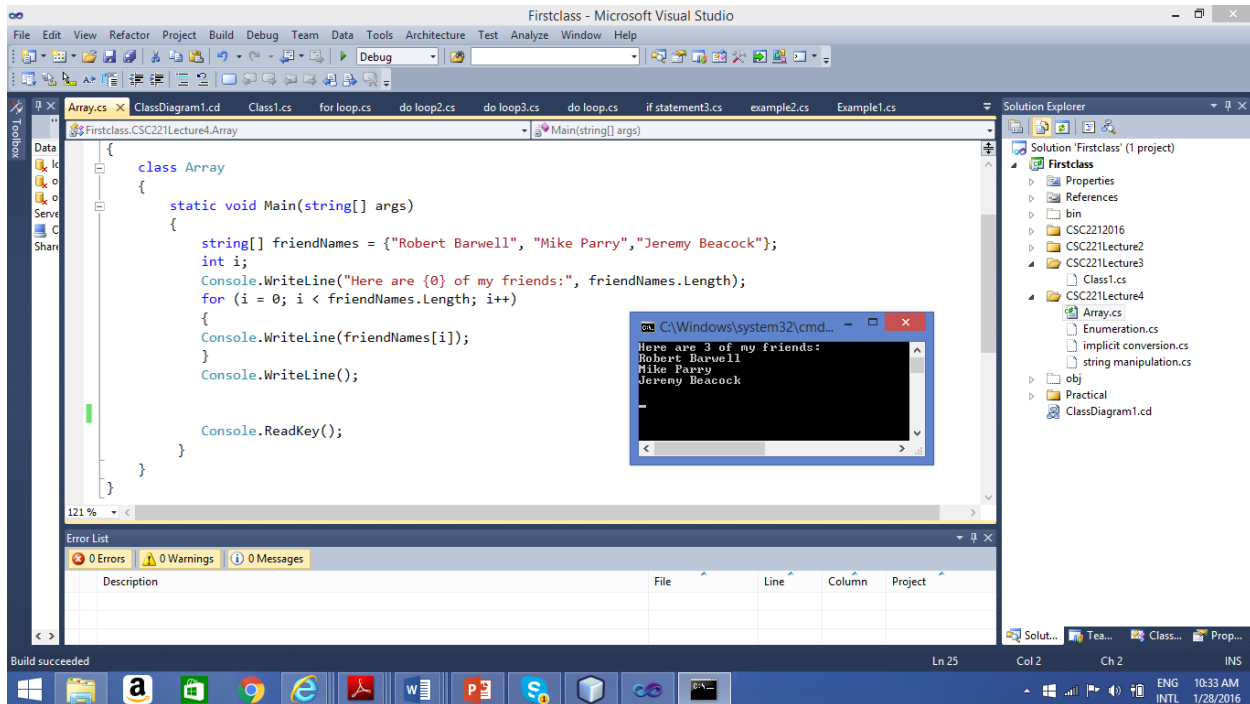 Firstclass - Microsoft Visual Studio
File Edit View Refactor Project Build Debug Team Data Tools Architecture Test Analyze Window Help
Debug
Array.cs ClassDiagram1.cd Class1.cs for loop.cs do loop2.cs do loop3.cs do loop.cs if statement3.cs example2.cs Example1.cs
Firstclass.CSC221Lecture4.Array Main(string[] args)
Toolbox
Data
Serve
Share
{
class Array
{
static void Main(string[] args)
{
string[] friendNames = {"Robert Barwell", "Mike Parry","Jeremy Beacock"};
int i;
Console.WriteLine("Here are {0} of my friends:", friendNames.Length);
for (i = 0; i < friendNames.Length; i++)
{
Console.WriteLine(friendNames[i]);
}
Console.WriteLine();
Console.ReadKey();
}
}
}
121 %
C:\Windows\system32\cmd...
Here are 3 of my friends:
Robert Barwell
Mike Parry
Jeremy Beacock
Solution Explorer
Solution 'Firstclass' (1 project)
Firstclass
Properties
References
bin
CSC2212016
CSC221Lecture2
CSC221Lecture3
Class1.cs
CSC221Lecture4
Array.cs
Enumeration.cs
implicit conversion.cs
string manipulation.cs
obj
Practical
ClassDiagram1.cd
Error List
0 Errors 0 Warnings 0 Messages
Description File Line Column Project
Solut... Tea... Class... Prop...
Build succeeded Ln 25 Col 2 Ch 2 INS
ENG 10:33 AM
INTL 1/28/2016